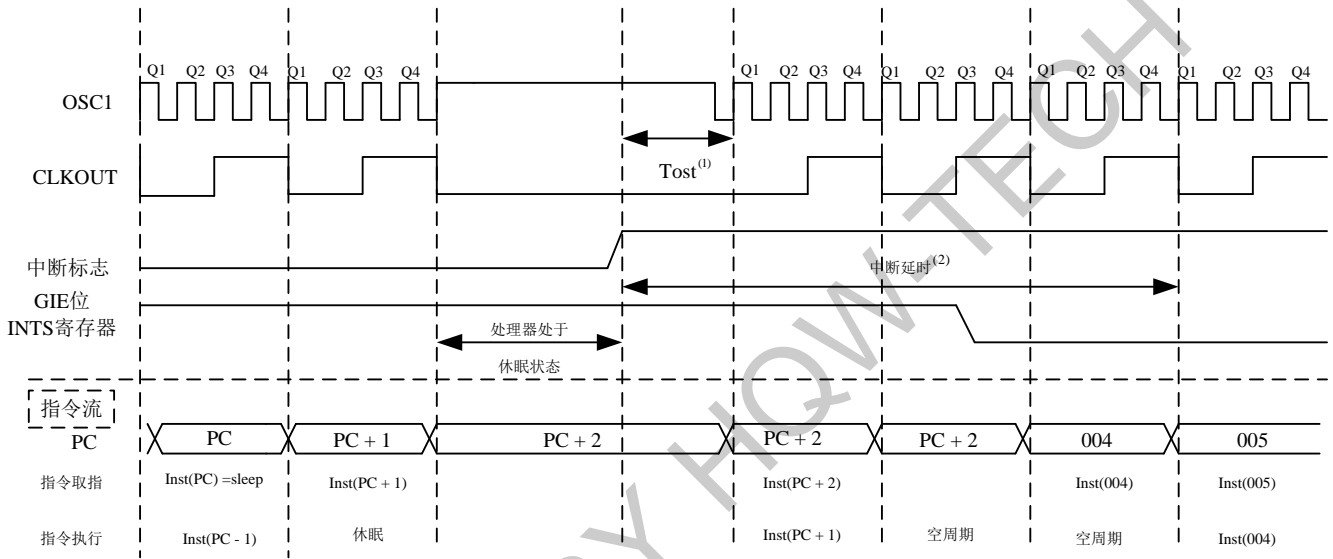 Q1 Q2 Q3 Q4 Q1 Q2 Q3 Q4 Q1 Q2 Q3 Q4 Q1 Q2 Q3 Q4 Q1 Q2 Q3 Q4 Q1 Q2 Q3 Q4
OSC1
Tost(1)
CLKOUT
中断标志
中断延时(2)
GIE位
INTS寄存器
处理器处于
休眠状态
指令流
PC PC PC + 1 PC + 2 PC + 2 PC + 2 004 005
指令取指 Inst(PC) =sleep Inst(PC + 1) Inst(PC + 2) Inst(004) Inst(005)
指令执行 Inst(PC - 1) 休眠 Inst(PC + 1) 空周期 空周期 Inst(004)
BY HQW-TECH